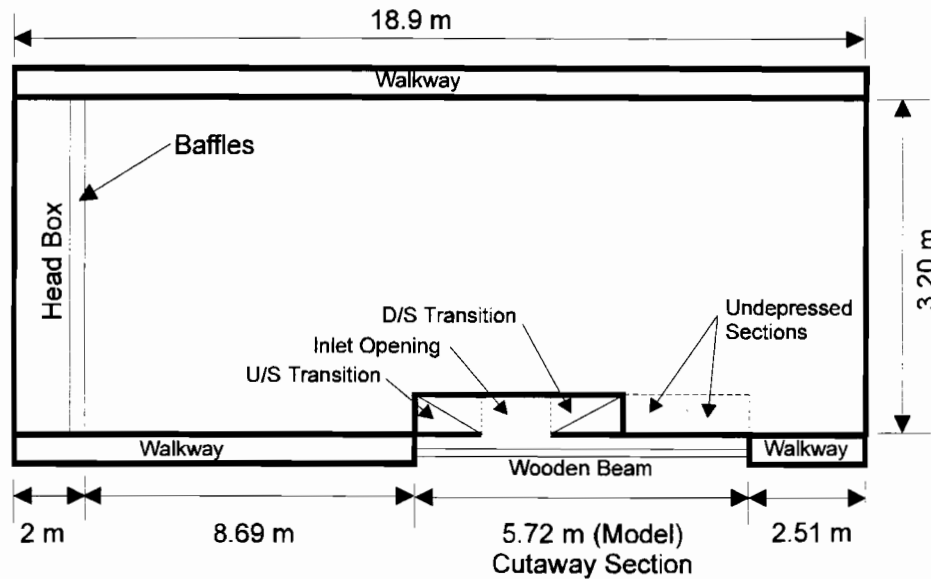 18.9 m
Walkway
Baffles
Head Box
3.20 m
D/S Transition
Undepressed
Sections
Inlet Opening
U/S Transition
Walkway
Wooden Beam
Walkway
2 m
8.69 m
5.72 m (Model)
2.51 m
Cutaway Section